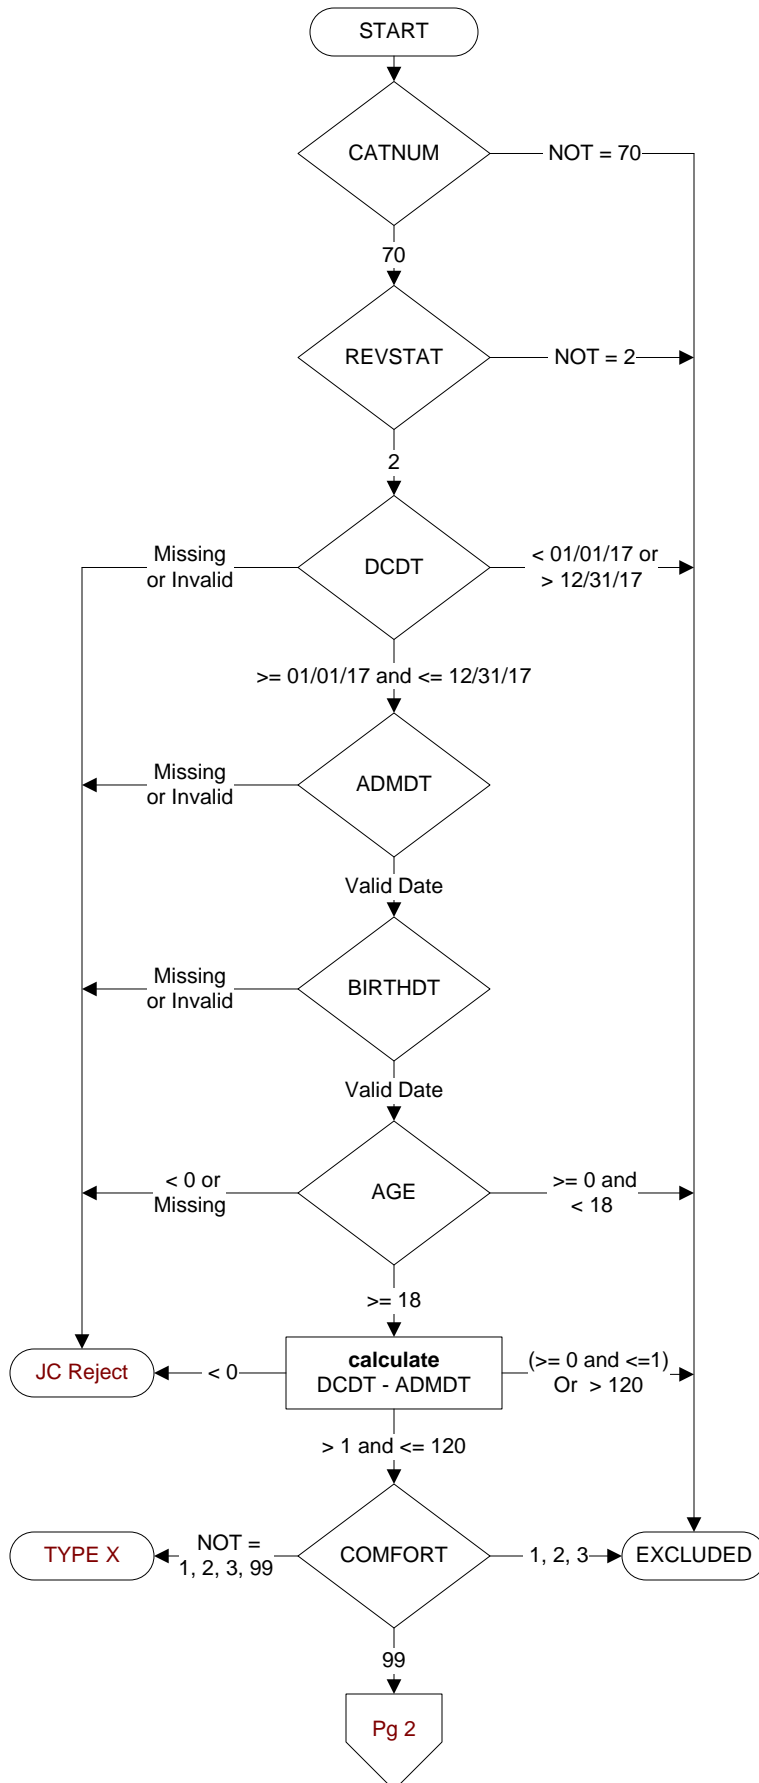 START
CATNUM
NOT = 70
70
REVSTAT
NOT = 2
2
Missing
or Invalid
DCDT
< 01/01/17 or
> 12/31/17
>= 01/01/17 and <= 12/31/17
Missing
or Invalid
ADMDT
Valid Date
Missing
or Invalid
BIRTHDT
Valid Date
< 0 or
Missing
AGE
>= 0 and
< 18
>= 18
JC Reject
< 0
calculate
DCDT - ADMDT
(>= 0 and <=1)
Or > 120
> 1 and <= 120
TYPE X
NOT =
1, 2, 3, 99
COMFORT
1, 2, 3
EXCLUDED
99
Pg 2